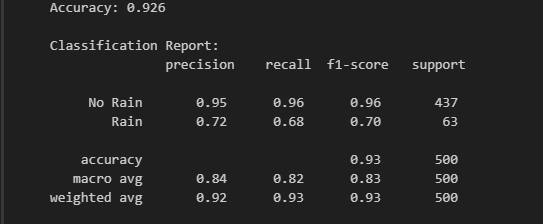 Accuracy: 0.926
Classification Report:
precision recall f1-score support
No Rain 0.95 0.96 0.96 437
Rain 0.72 0.68 0.70 63
accuracy 0.93 500
macro avg 0.84 0.82 0.83 500
weighted avg 0.92 0.93 0.93 500